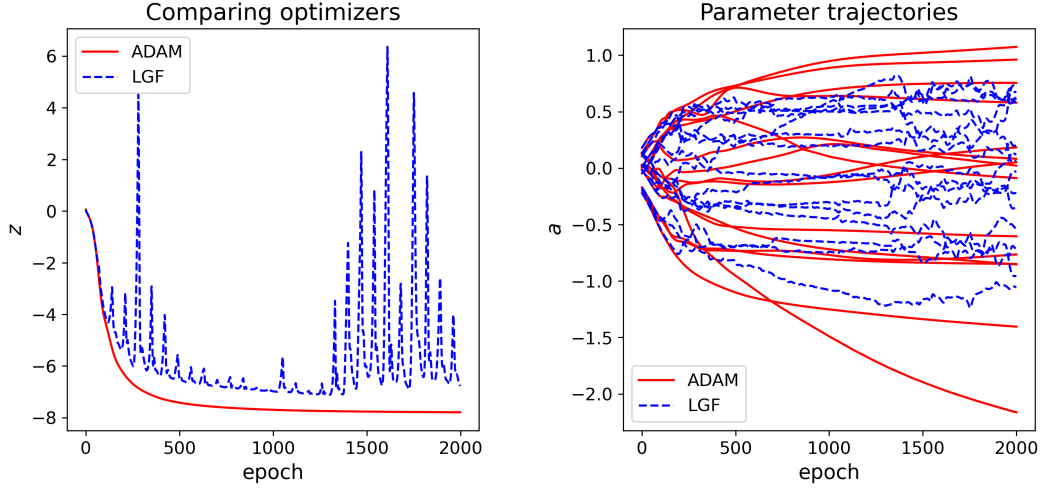 Comparing optimizers
6
4
2
0
−2
−4
−6
−8
z
ADAM
LGF
0
500
1000
1500
2000
epoch
Parameter trajectories
1.0
0.5
0.0
−0.5
−1.0
−1.5
−2.0
a
ADAM
LGF
0
500
1000
1500
2000
epoch